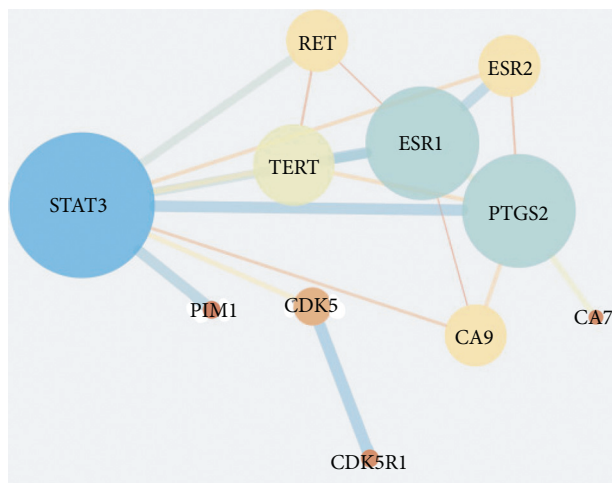 RET
ESR2
ESR1
TERT
STAT3
PTGS2
PIM1
CDK5
CA7
CA9
CDK5R1